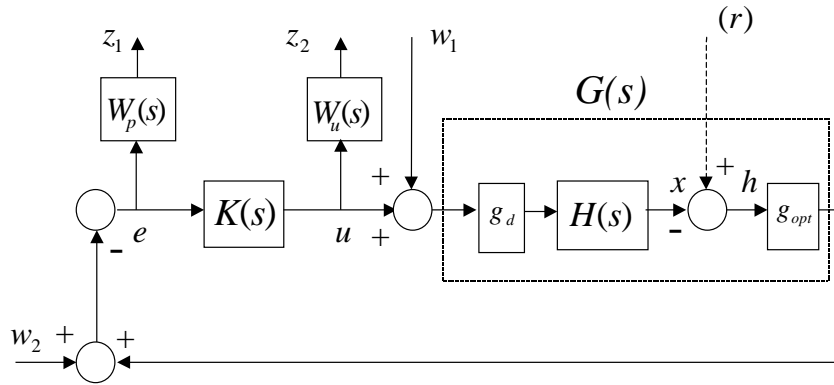 z1 z2 w1 (r)
G(s)
Wp(s) Wu(s)
+ + x h
K(s) gd H(s) gopt
e u + -
-
w2 + +